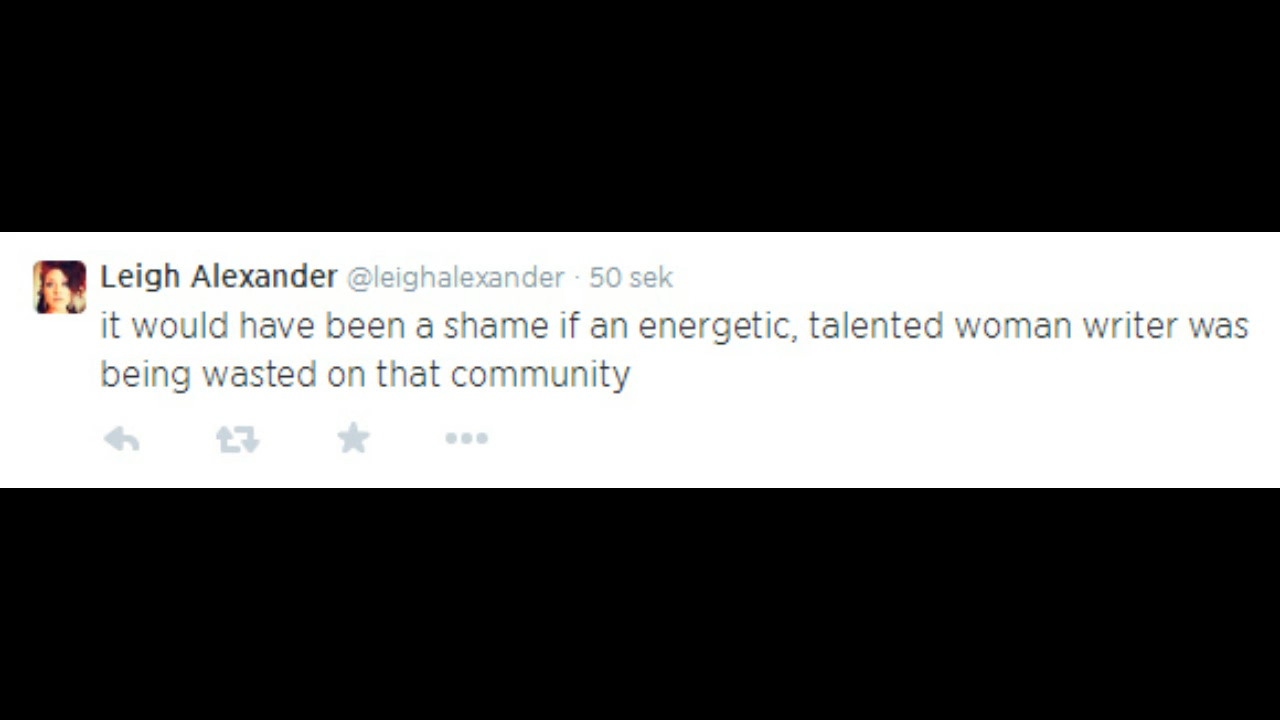 Leigh Alexander @leighalexander · 50 sek
it would have been a shame if an energetic, talented woman writer was
being wasted on that community